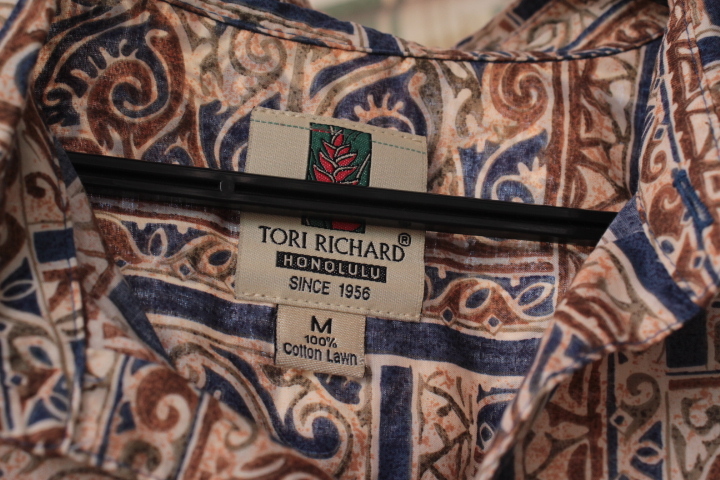 TORI RICHARD®
HONOLULU
SINCE 1956
M
100%
Cotton Lawn